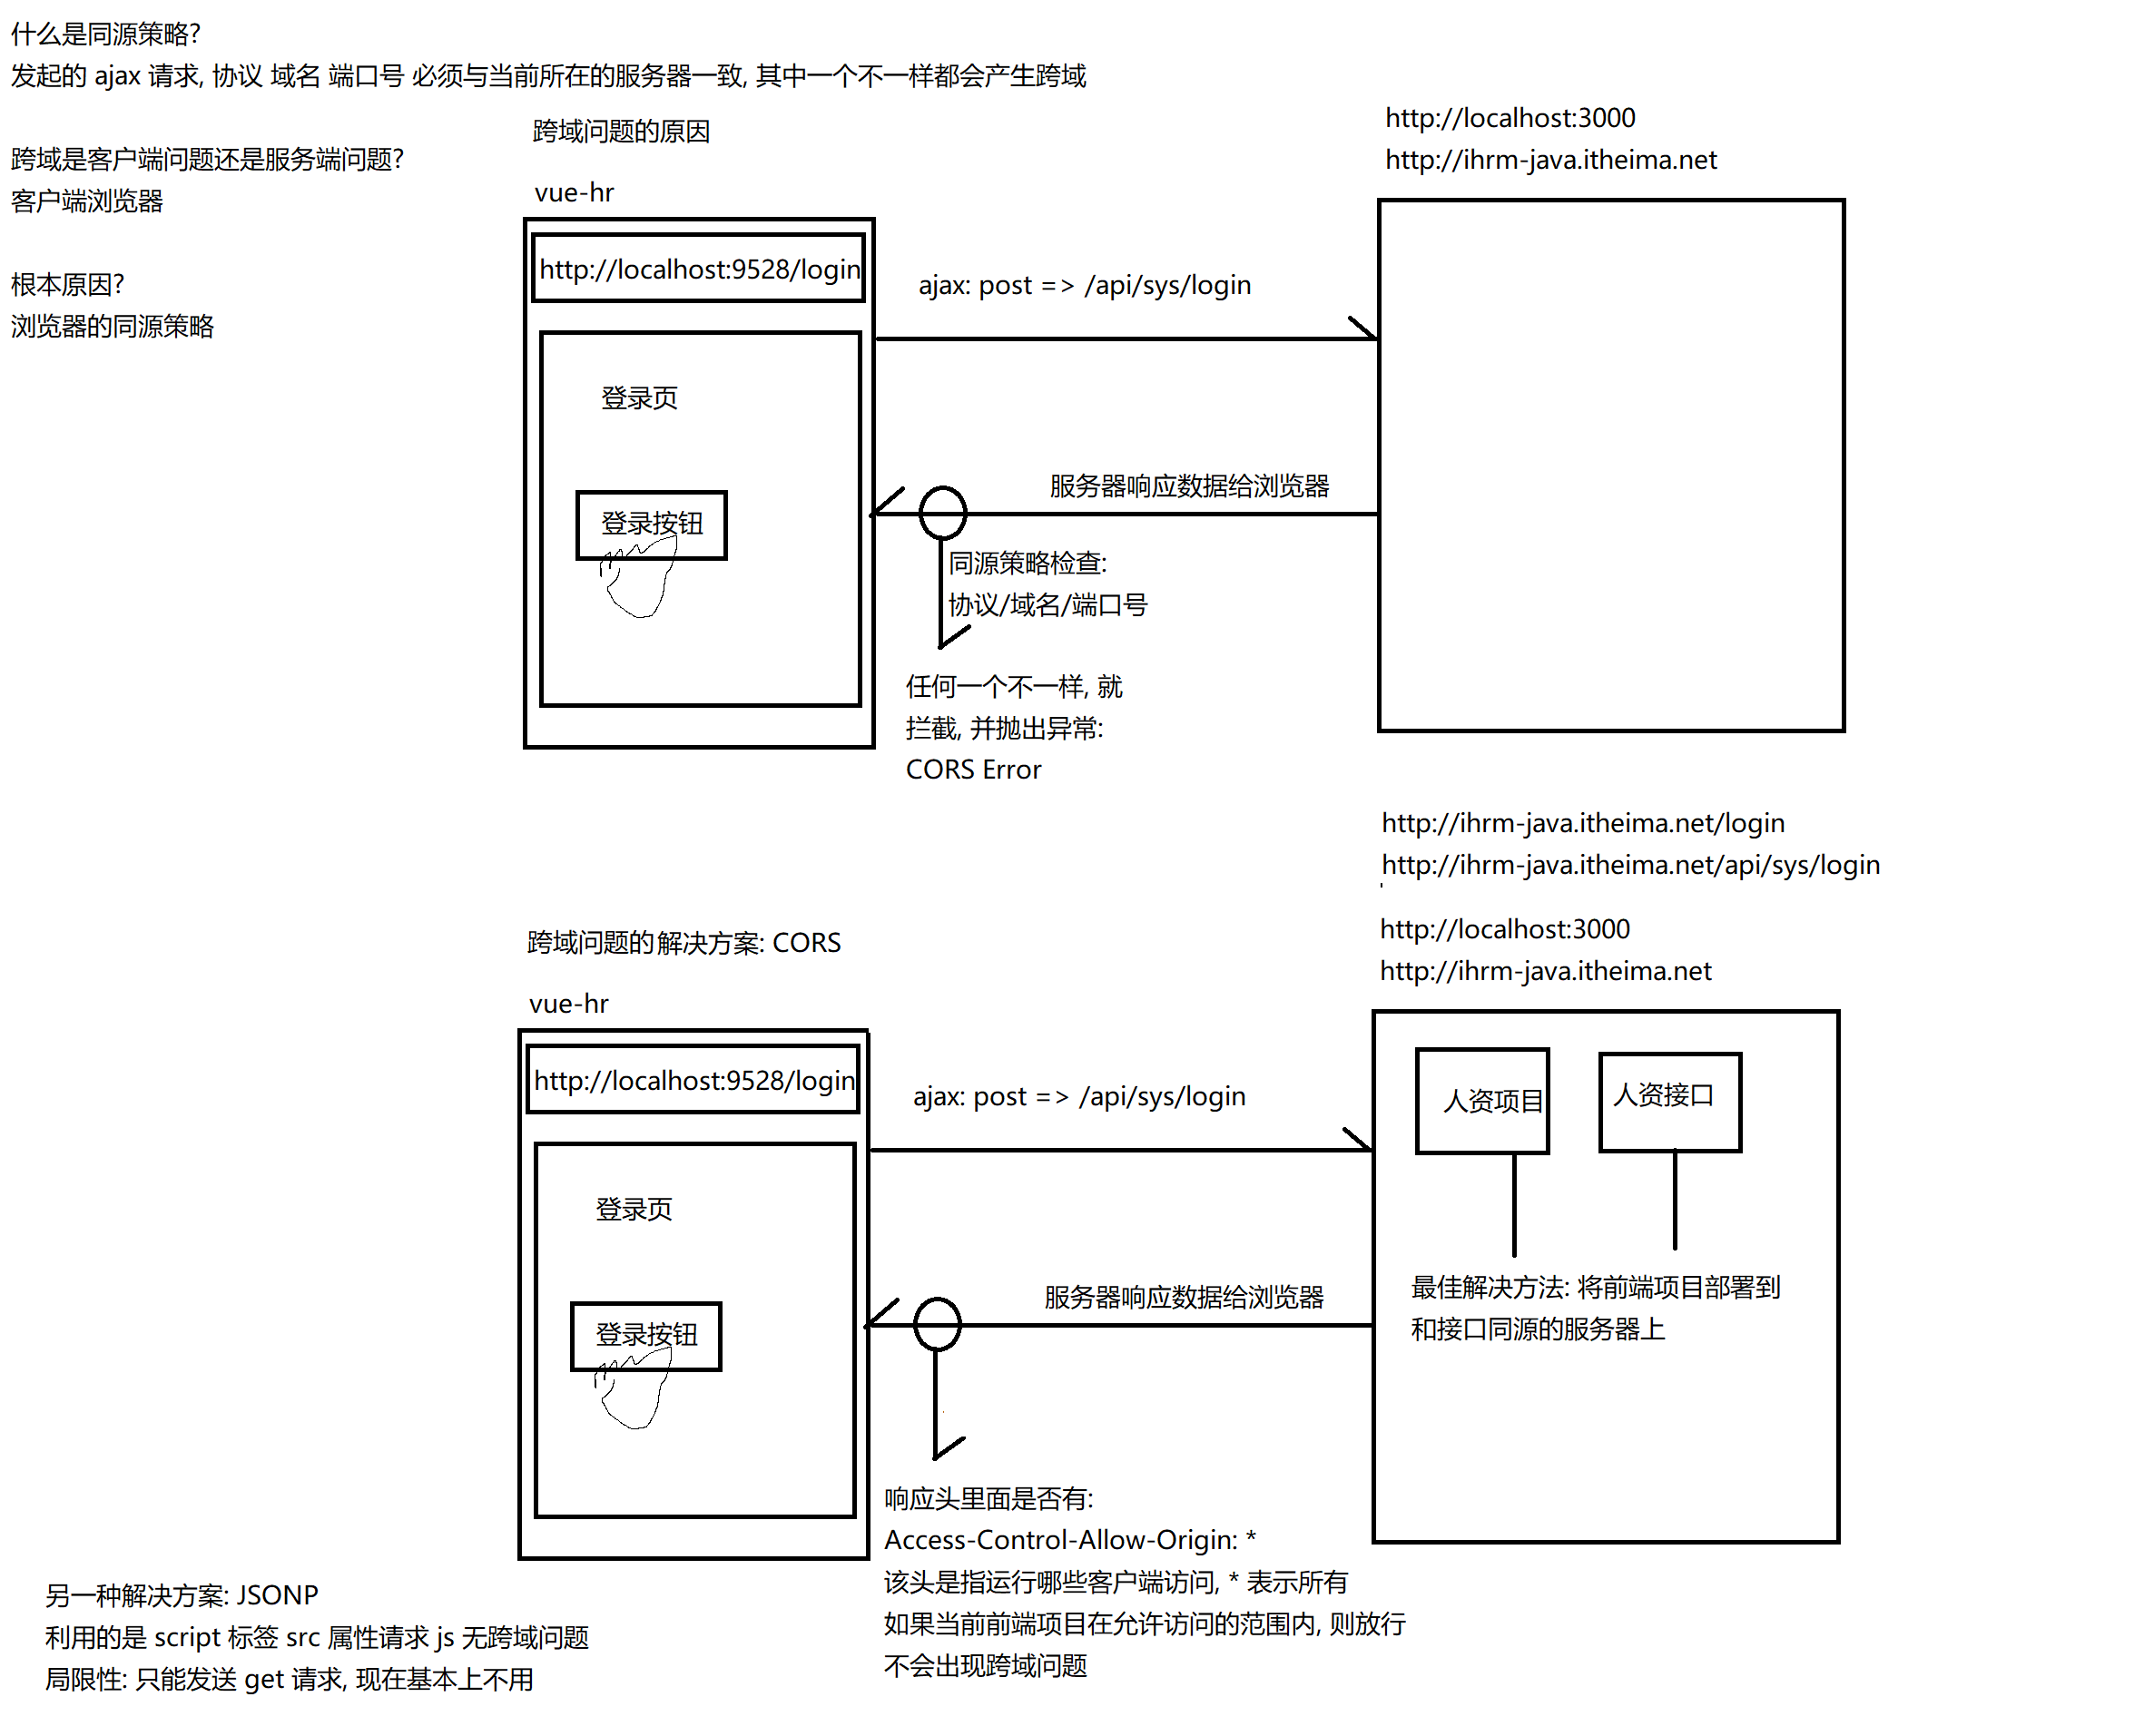 什么是同源策略?
发起的 ajax 请求, 协议 域名 端口号 必须与当前所在的服务器一致, 其中一个不一样都会产生跨域
跨域是客户端问题还是服务端问题?
客户端浏览器
根本原因?
浏览器的同源策略
跨域问题的原因
vue-hr
http://localhost:9528/login
登录页
登录按钮
ajax: post => /api/sys/login
服务器响应数据给浏览器
同源策略检查:
协议/域名/端口号
任何一个不一样, 就
拦截, 并抛出异常:
CORS Error
http://localhost:3000
http://ihrm-java.itheima.net
http://ihrm-java.itheima.net/login
http://ihrm-java.itheima.net/api/sys/login
http://localhost:3000
http://ihrm-java.itheima.net
跨域问题的解决方案: CORS
vue-hr
http://localhost:9528/login
登录页
登录按钮
ajax: post => /api/sys/login
服务器响应数据给浏览器
人资项目
人资接口
最佳解决方法: 将前端项目部署到
和接口同源的服务器上
响应头里面是否有:
Access-Control-Allow-Origin: *
该头是指运行哪些客户端访问, * 表示所有
如果当前前端项目在允许访问的范围内, 则放行
不会出现跨域问题
另一种解决方案: JSONP
利用的是 script 标签 src 属性请求 js 无跨域问题
局限性: 只能发送 get 请求, 现在基本上不用